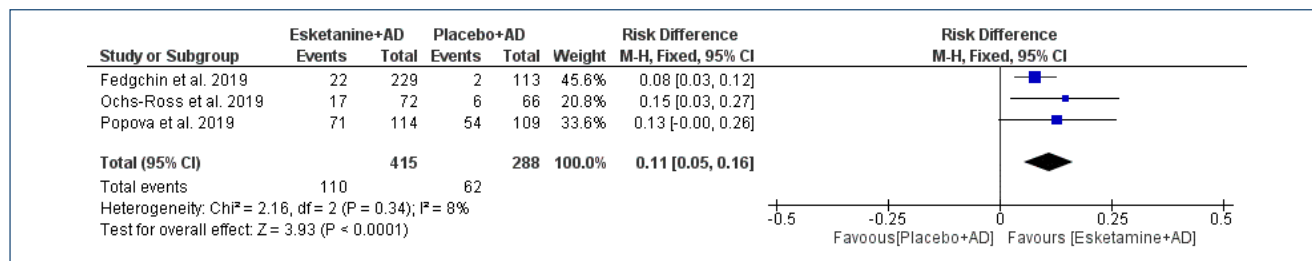 Esketanine+AD Placebo+AD Risk Difference Risk Difference
Study or Subgroup Events Total Events Total Weight M-H, Fixed, 95% CI M-H, Fixed, 95% CI
Fedgchin et al. 2019 22 229 2 113 45.6% 0.08 [0.03, 0.12]
Ochs-Ross et al. 2019 17 72 6 66 20.8% 0.15 [0.03, 0.27]
Popova et al. 2019 71 114 54 109 33.6% 0.13 [-0.00, 0.26]
Total (95% CI) 415 288 100.0% 0.11 [0.05, 0.16]
Total events 110 62
Heterogeneity: Chi² = 2.16, df = 2 (P = 0.34); I² = 8%
Test for overall effect: Z = 3.93 (P < 0.0001)
-0.5 -0.25 0 0.25 0.5
Favoous[Placebo+AD] Favours [Esketamine+AD]